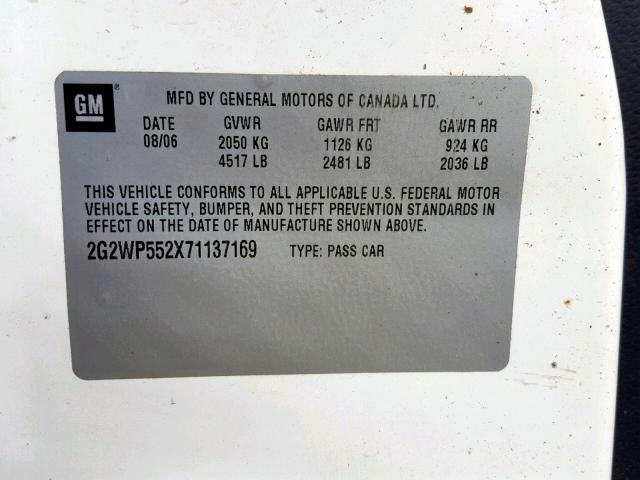 GM ®
MFD BY GENERAL MOTORS OF CANADA LTD.
DATE GVWR GAWR FRT GAWR RR
08/06 2050 KG 1126 KG 924 KG
4517 LB 2481 LB 2036 LB
THIS VEHICLE CONFORMS TO ALL APPLICABLE U.S. FEDERAL MOTOR
VEHICLE SAFETY, BUMPER, AND THEFT PREVENTION STANDARDS IN
EFFECT ON THE DATE OF MANUFACTURE SHOWN ABOVE.
2G2WP552X71137169 TYPE: PASS CAR